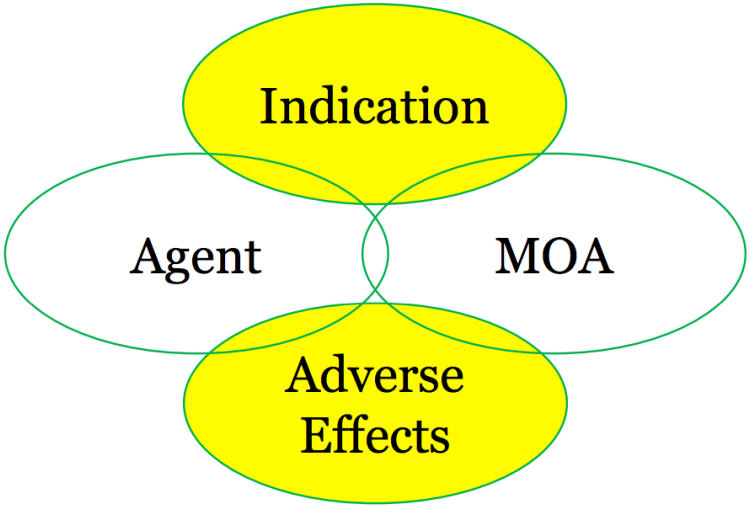 Indication
Agent
MOA
Adverse
Effects